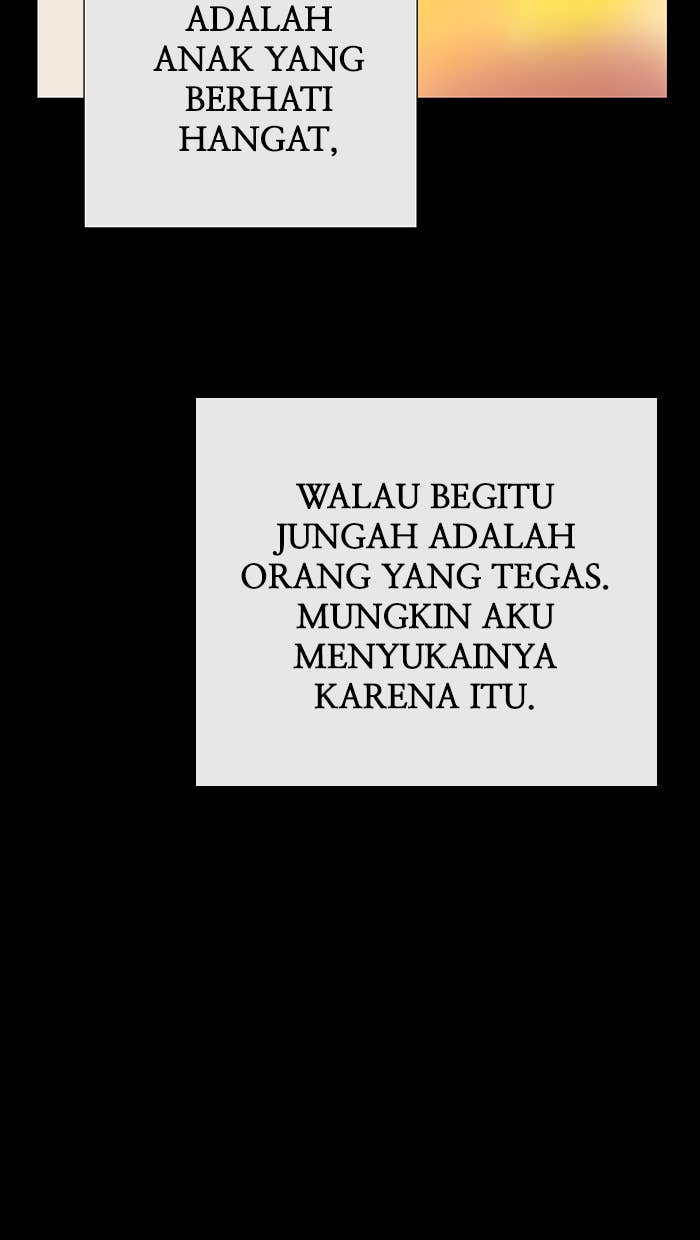 ADALAH
ANAK YANG
BERHATI
HANGAT,
WALAU BEGITU
JUNGAH ADALAH
ORANG YANG TEGAS.
MUNGKIN AKU
MENYUKAINYA
KARENA ITU.